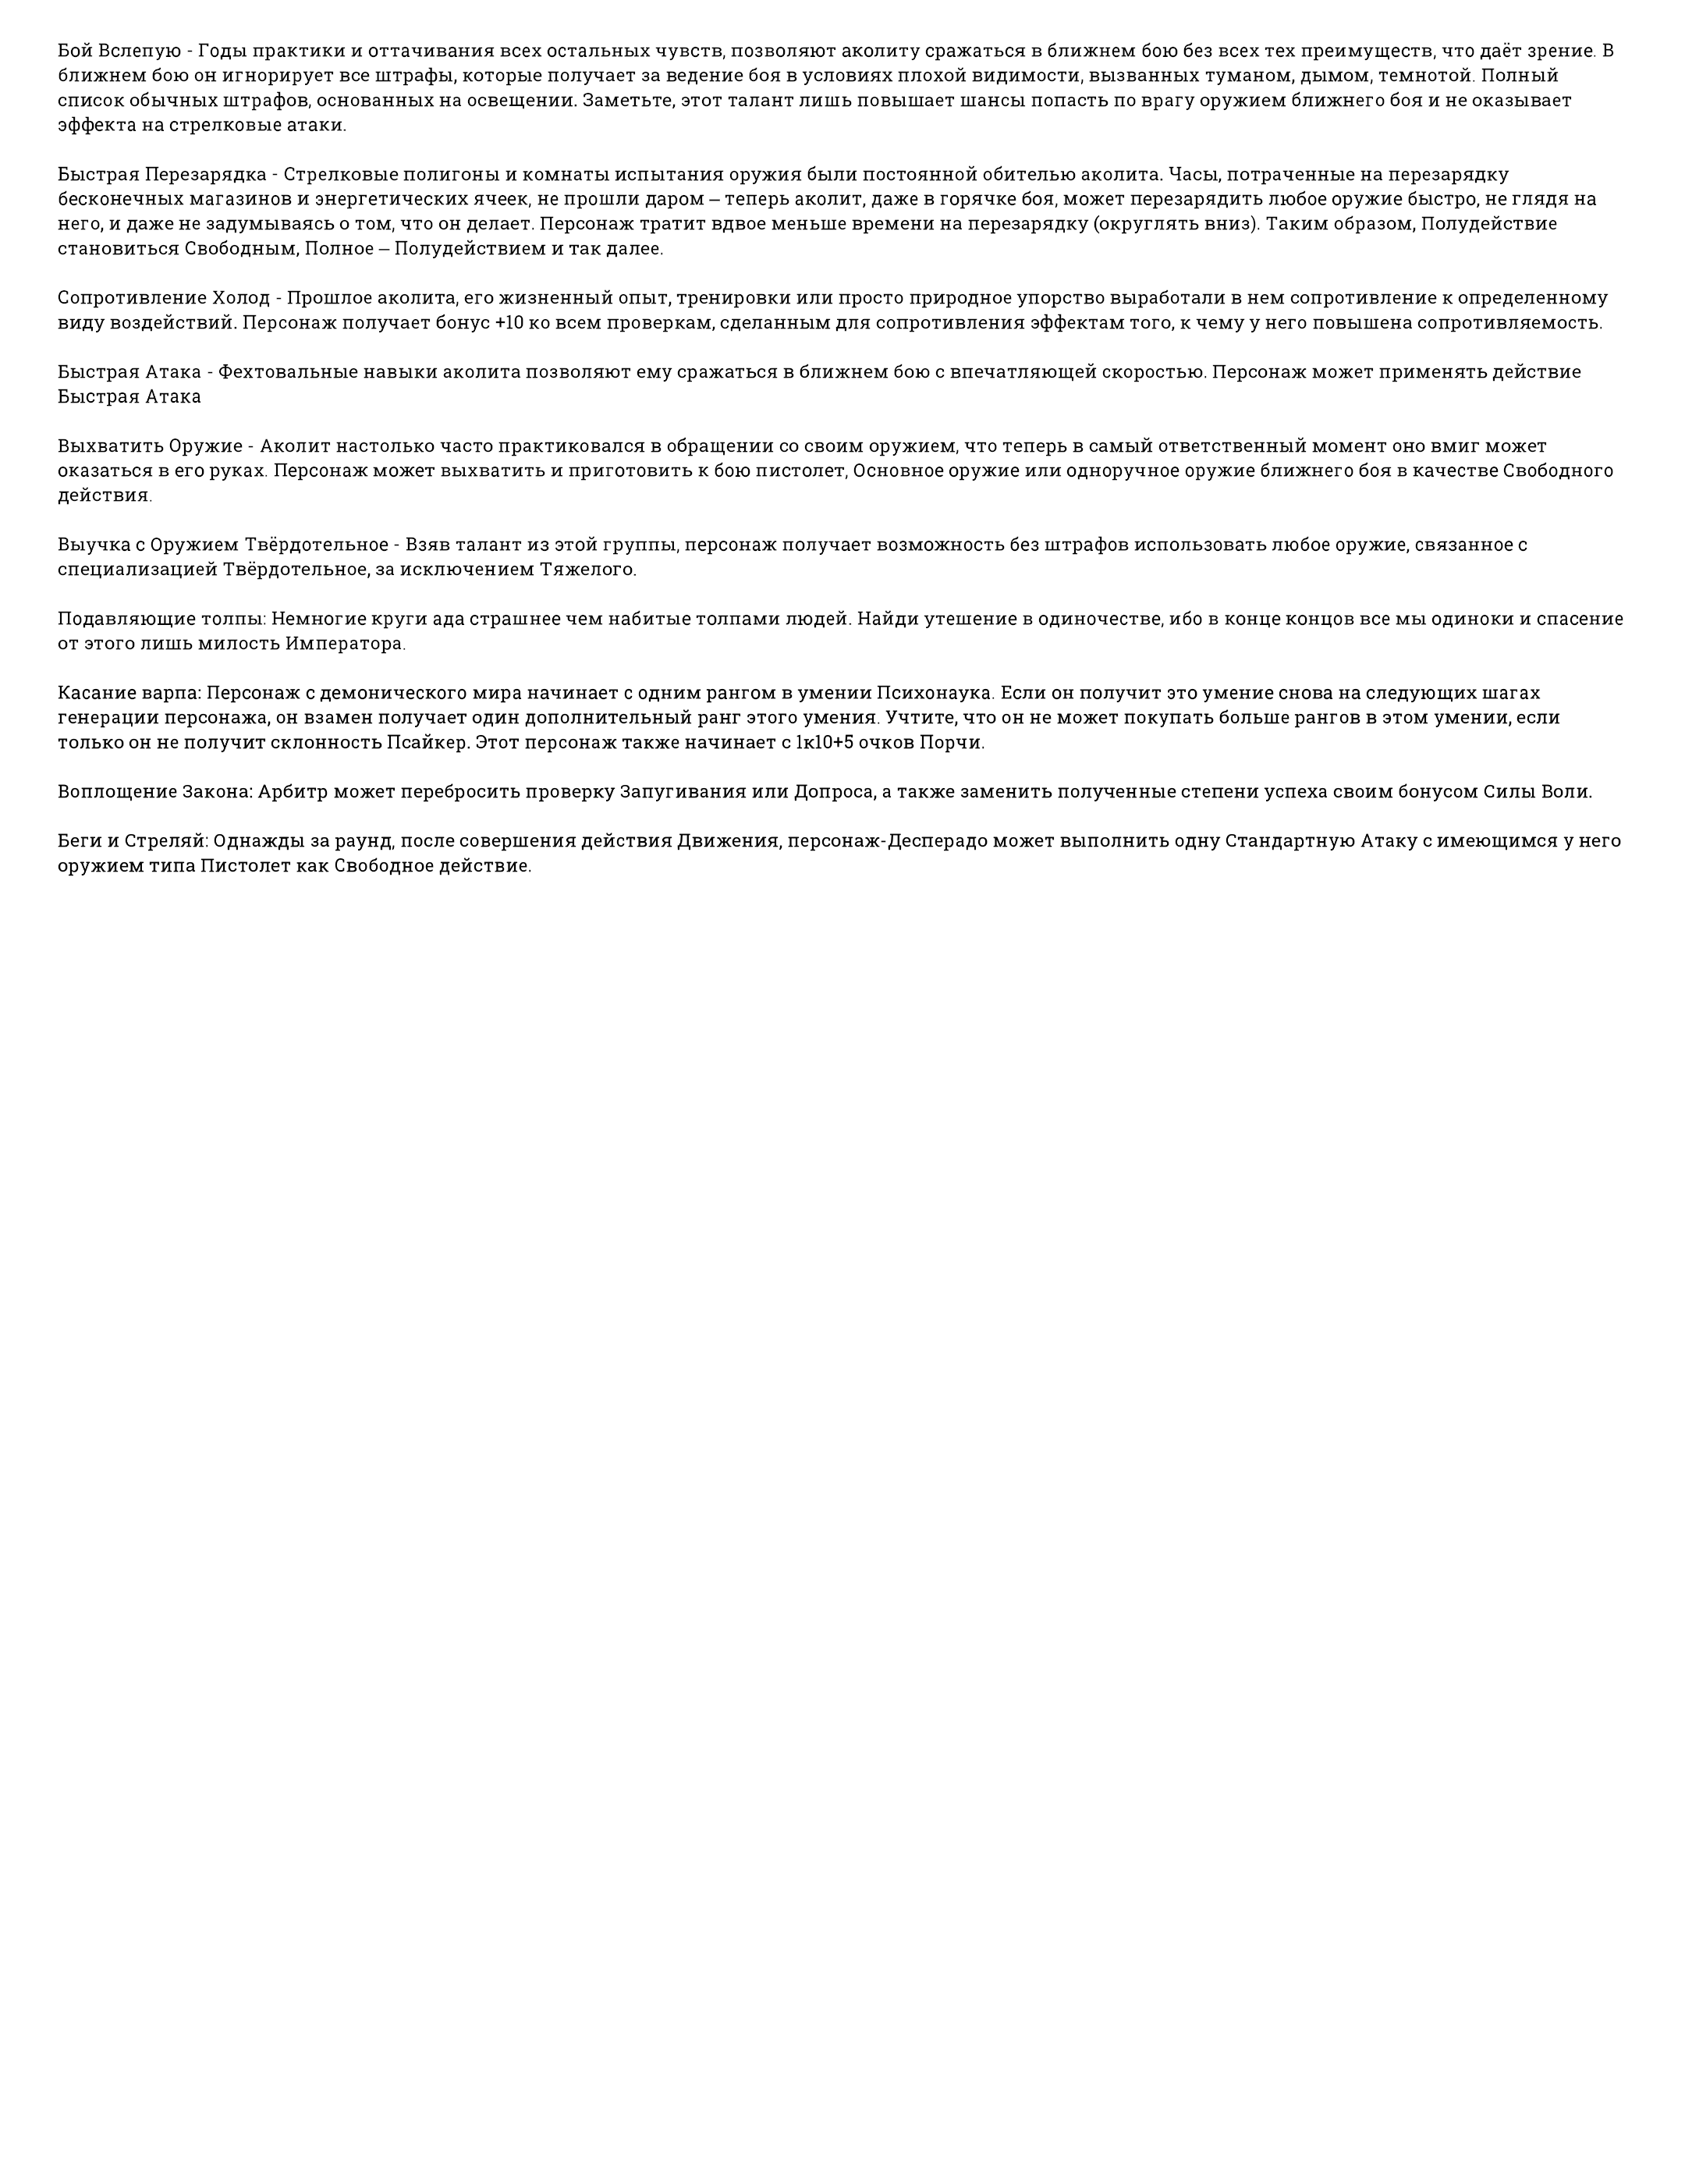 Бой Вслепую - Годы практики и оттачивания всех остальных чувств, позволяют аколиту сражаться в ближнем бою без всех тех преимуществ, что даёт зрение. В
ближнем бою он игнорирует все штрафы, которые получает за ведение боя в условиях плохой видимости, вызванных туманом, дымом, темнотой. Полный
список обычных штрафов, основанных на освещении. Заметьте, этот талант лишь повышает шансы попасть по врагу оружием ближнего боя и не оказывает
эффекта на стрелковые атаки.
Быстрая Перезарядка - Стрелковые полигоны и комнаты испытания оружия были постоянной обителью аколита. Часы, потраченные на перезарядку
бесконечных магазинов и энергетических ячеек, не прошли даром – теперь аколит, даже в горячке боя, может перезарядить любое оружие быстро, не глядя на
него, и даже не задумываясь о том, что он делает. Персонаж тратит вдвое меньше времени на перезарядку (округлять вниз). Таким образом, Полудействие
становиться Свободным, Полное – Полудействием и так далее.
Сопротивление Холод - Прошлое аколита, его жизненный опыт, тренировки или просто природное упорство выработали в нем сопротивление к определенному
виду воздействий. Персонаж получает бонус +10 ко всем проверкам, сделанным для сопротивления эффектам того, к чему у него повышена сопротивляемость.
Быстрая Атака - Фехтовальные навыки аколита позволяют ему сражаться в ближнем бою с впечатляющей скоростью. Персонаж может применять действие
Быстрая Атака
Выхватить Оружие - Аколит настолько часто практиковался в обращении со своим оружием, что теперь в самый ответственный момент оно вмиг может
оказаться в его руках. Персонаж может выхватить и приготовить к бою пистолет, Основное оружие или одноручное оружие ближнего боя в качестве Свободного
действия.
Выучка с Оружием Твёрдотельное - Взяв талант из этой группы, персонаж получает возможность без штрафов использовать любое оружие, связанное с
специализацией Твёрдотельное, за исключением Тяжелого.
Подавляющие толпы: Немногие круги ада страшнее чем набитые толпами людей. Найди утешение в одиночестве, ибо в конце концов все мы одиноки и спасение
от этого лишь милость Императора.
Касание варпа: Персонаж с демонического мира начинает с одним рангом в умении Психонаука. Если он получит это умение снова на следующих шагах
генерации персонажа, он взамен получает один дополнительный ранг этого умения. Учтите, что он не может покупать больше рангов в этом умении, если
только он не получит склонность Псайкер. Этот персонаж также начинает с 1к10+5 очков Порчи.
Воплощение Закона: Арбитр может перебросить проверку Запугивания или Допроса, а также заменить полученные степени успеха своим бонусом Силы Воли.
Беги и Стреляй: Однажды за раунд, после совершения действия Движения, персонаж-Десперадо может выполнить одну Стандартную Атаку с имеющимся у него
оружием типа Пистолет как Свободное действие.